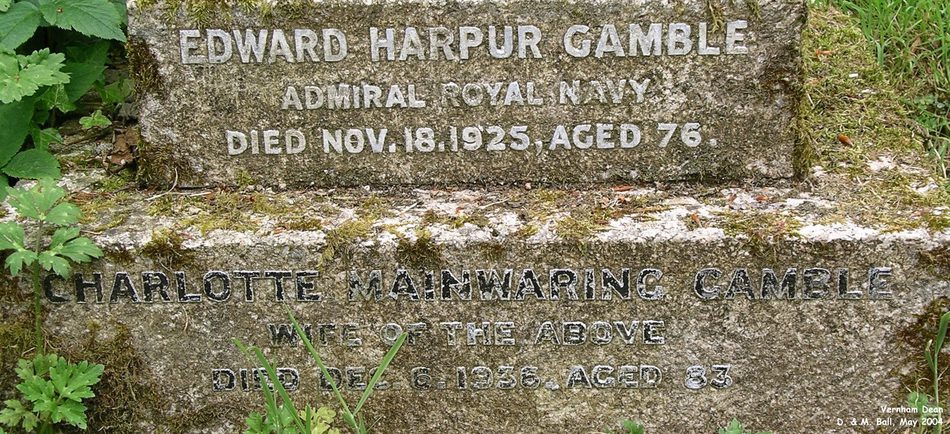 EDWARD HARPUR GAMBLE
ADMIRAL ROYAL NAVY
DIED NOV. 18. 1925, AGED 76.
CHARLOTTE MAINWARING GAMBLE
WIFE OF THE ABOVE
DIED DEC. 6. 1936. AGED 83
Vernham Dean
D. & M. Ball, May 2004